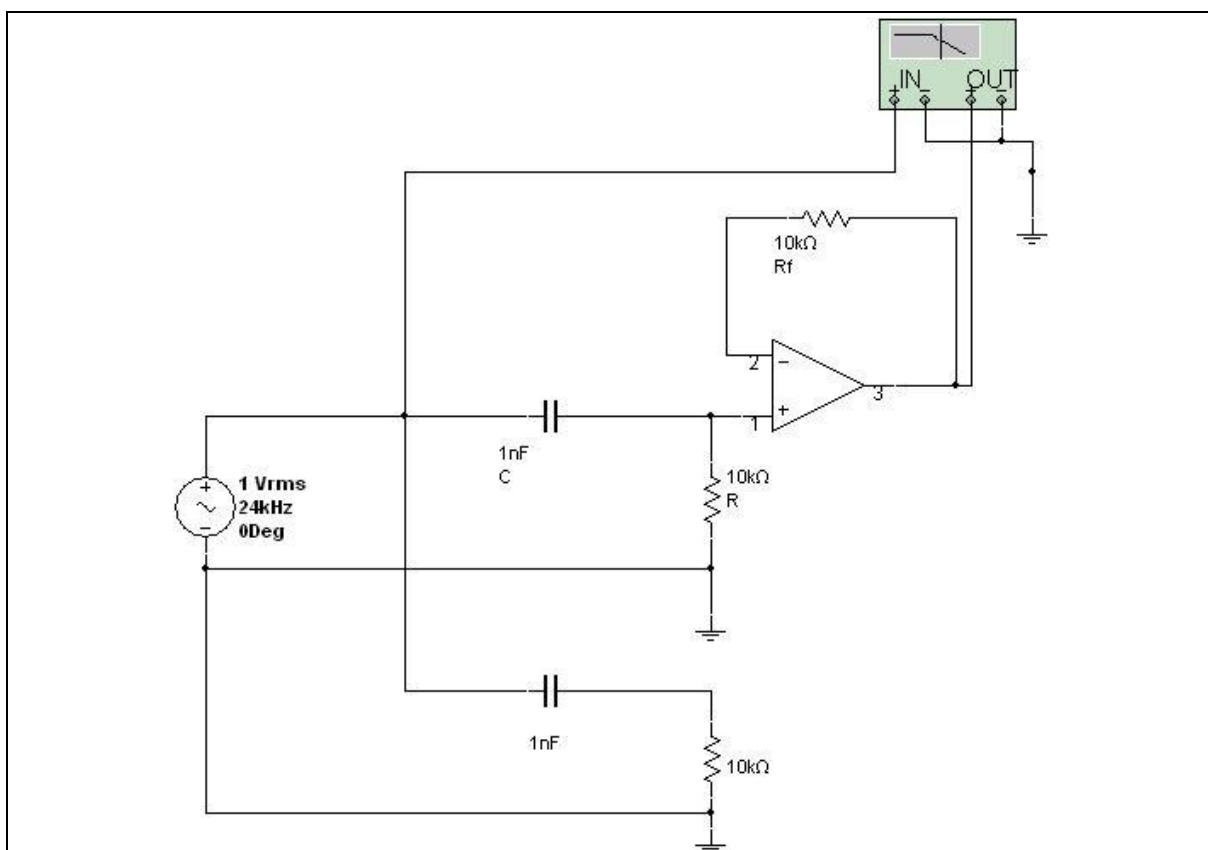 IN OUT
+ - + -
10kΩ
Rf
2
3
1
1nF
C
10kΩ
R
1 Vrms
24kHz
0Deg
1nF
10kΩ